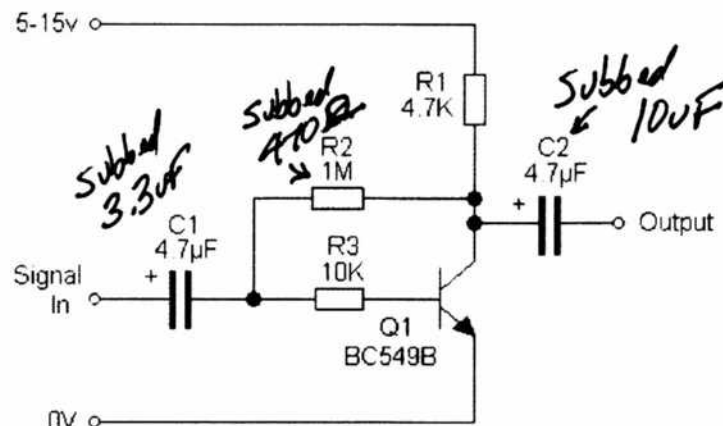 5-15v
R1
4.7K
subbed
10uF
C2
4.7µF
+
Output
subbed
R2
1M
subbed
3.3uF
C1
4.7µF
+
R3
10K
Signal
In
Q1
BC549B
0V